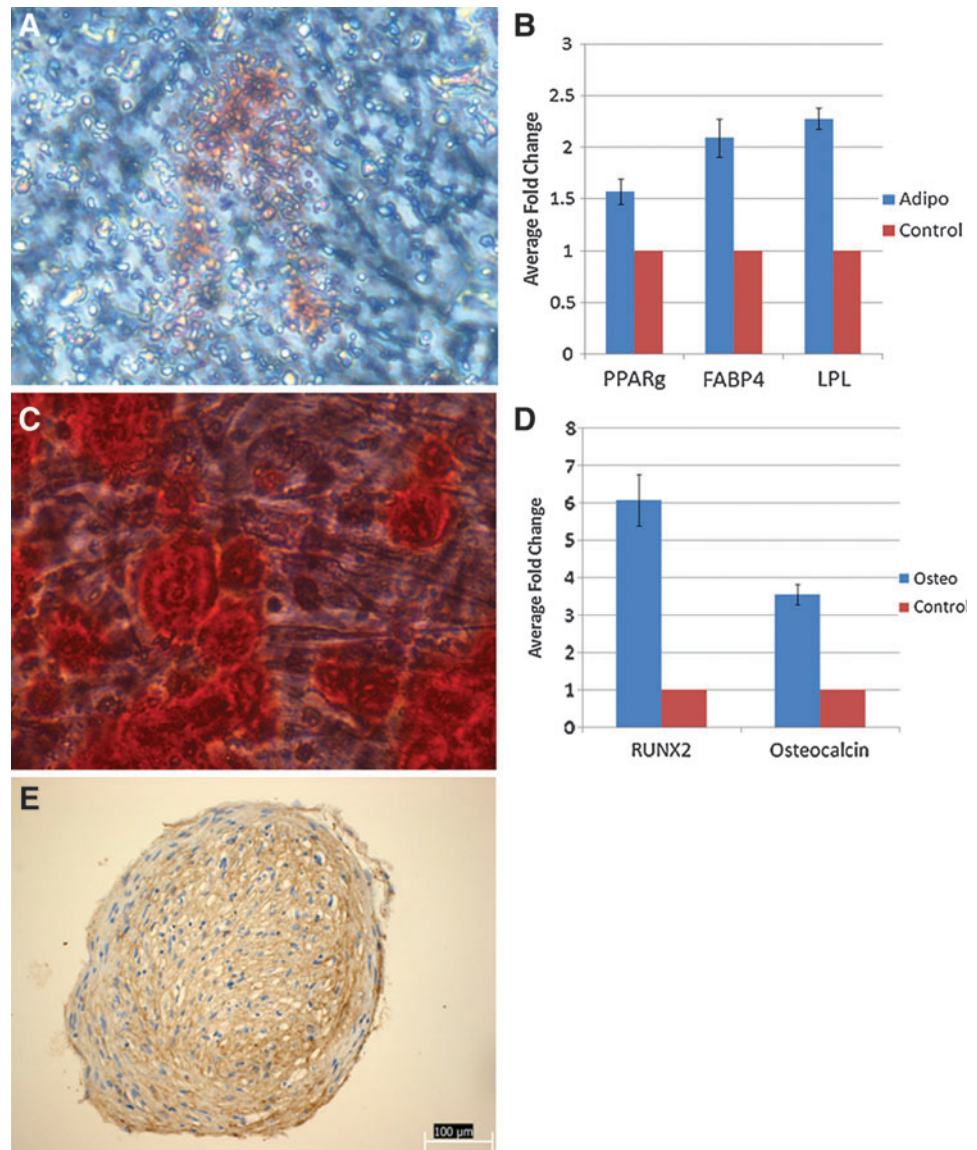 A
B
3
2.5
2
1.5
1
0.5
0
Average Fold Change
PPARg FABP4 LPL
Adipo
Control
C
D
8
7
6
5
4
3
2
1
0
Average Fold Change
RUNX2 Osteocalcin
Osteo
Control
E
100 µm